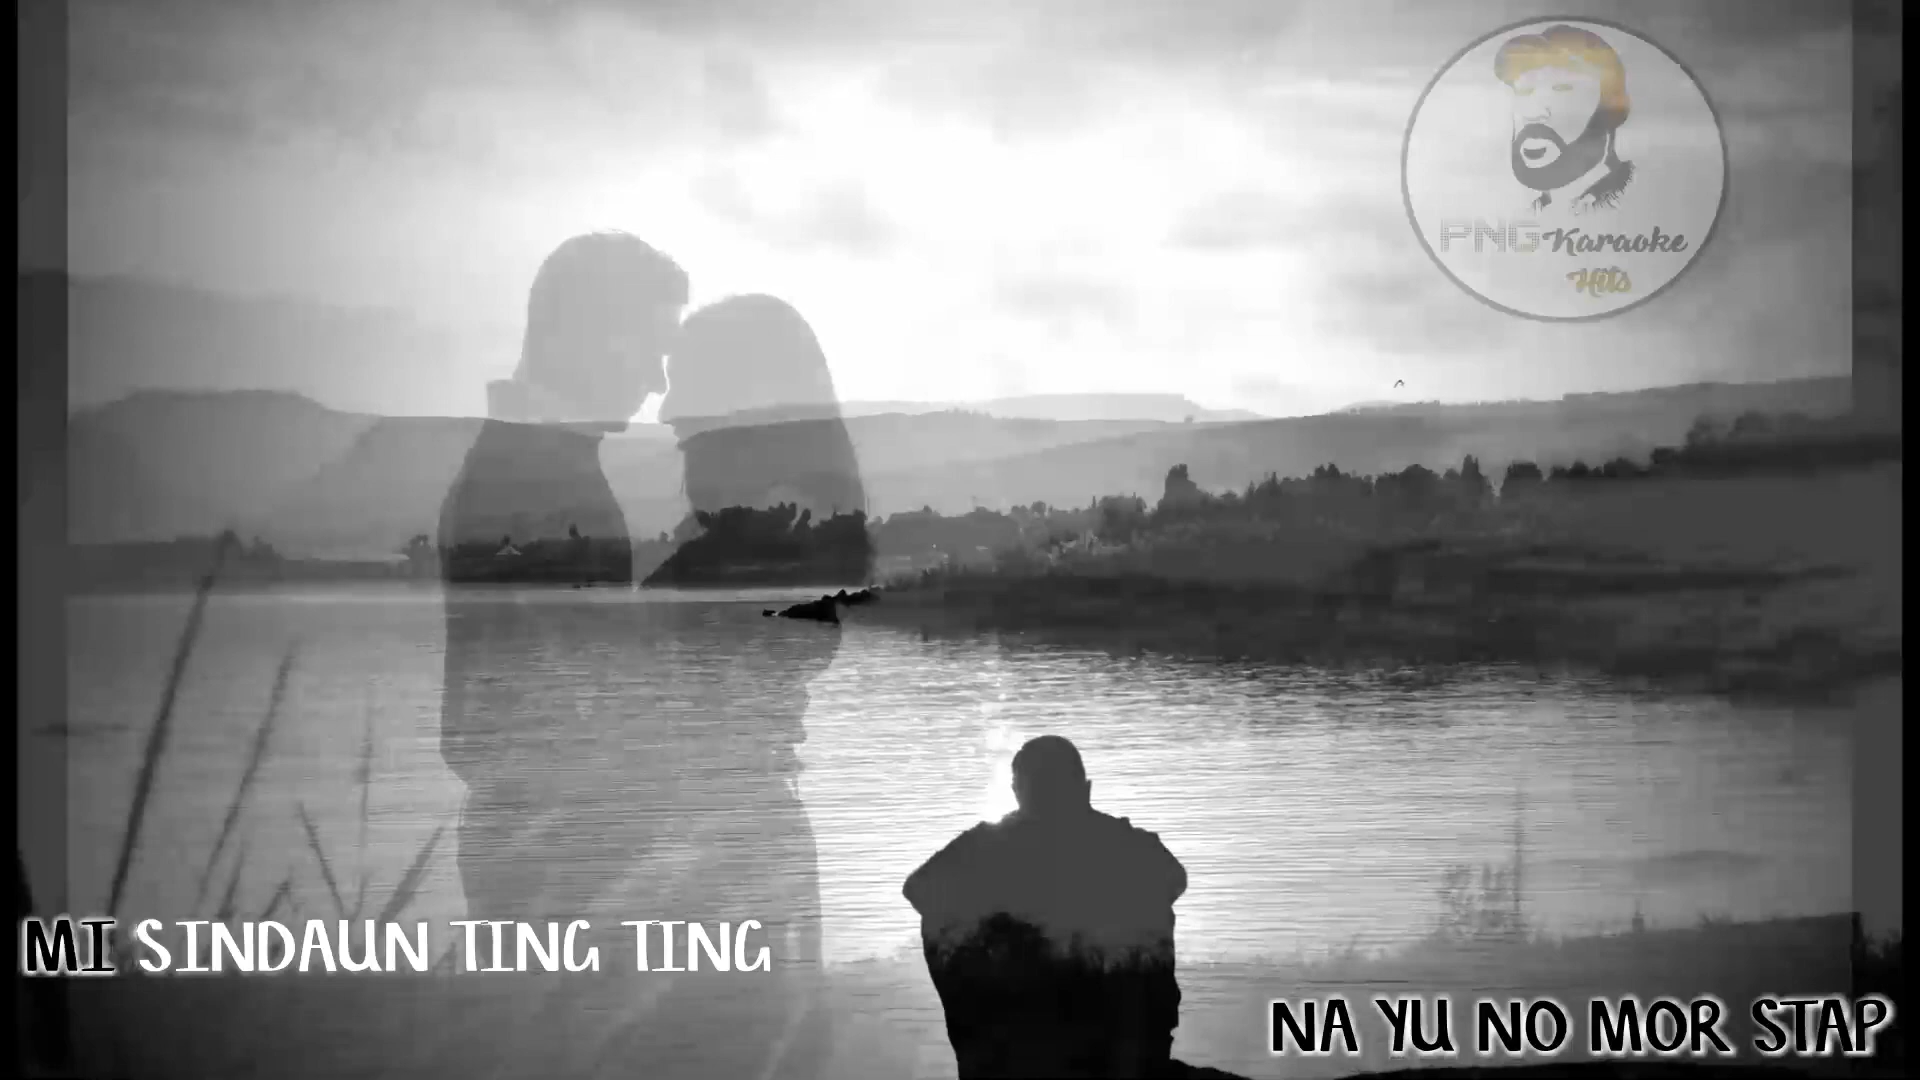 PNG Karaoke
Hits
MI SINDAUN TING TING
NA YU NO MOR STAP